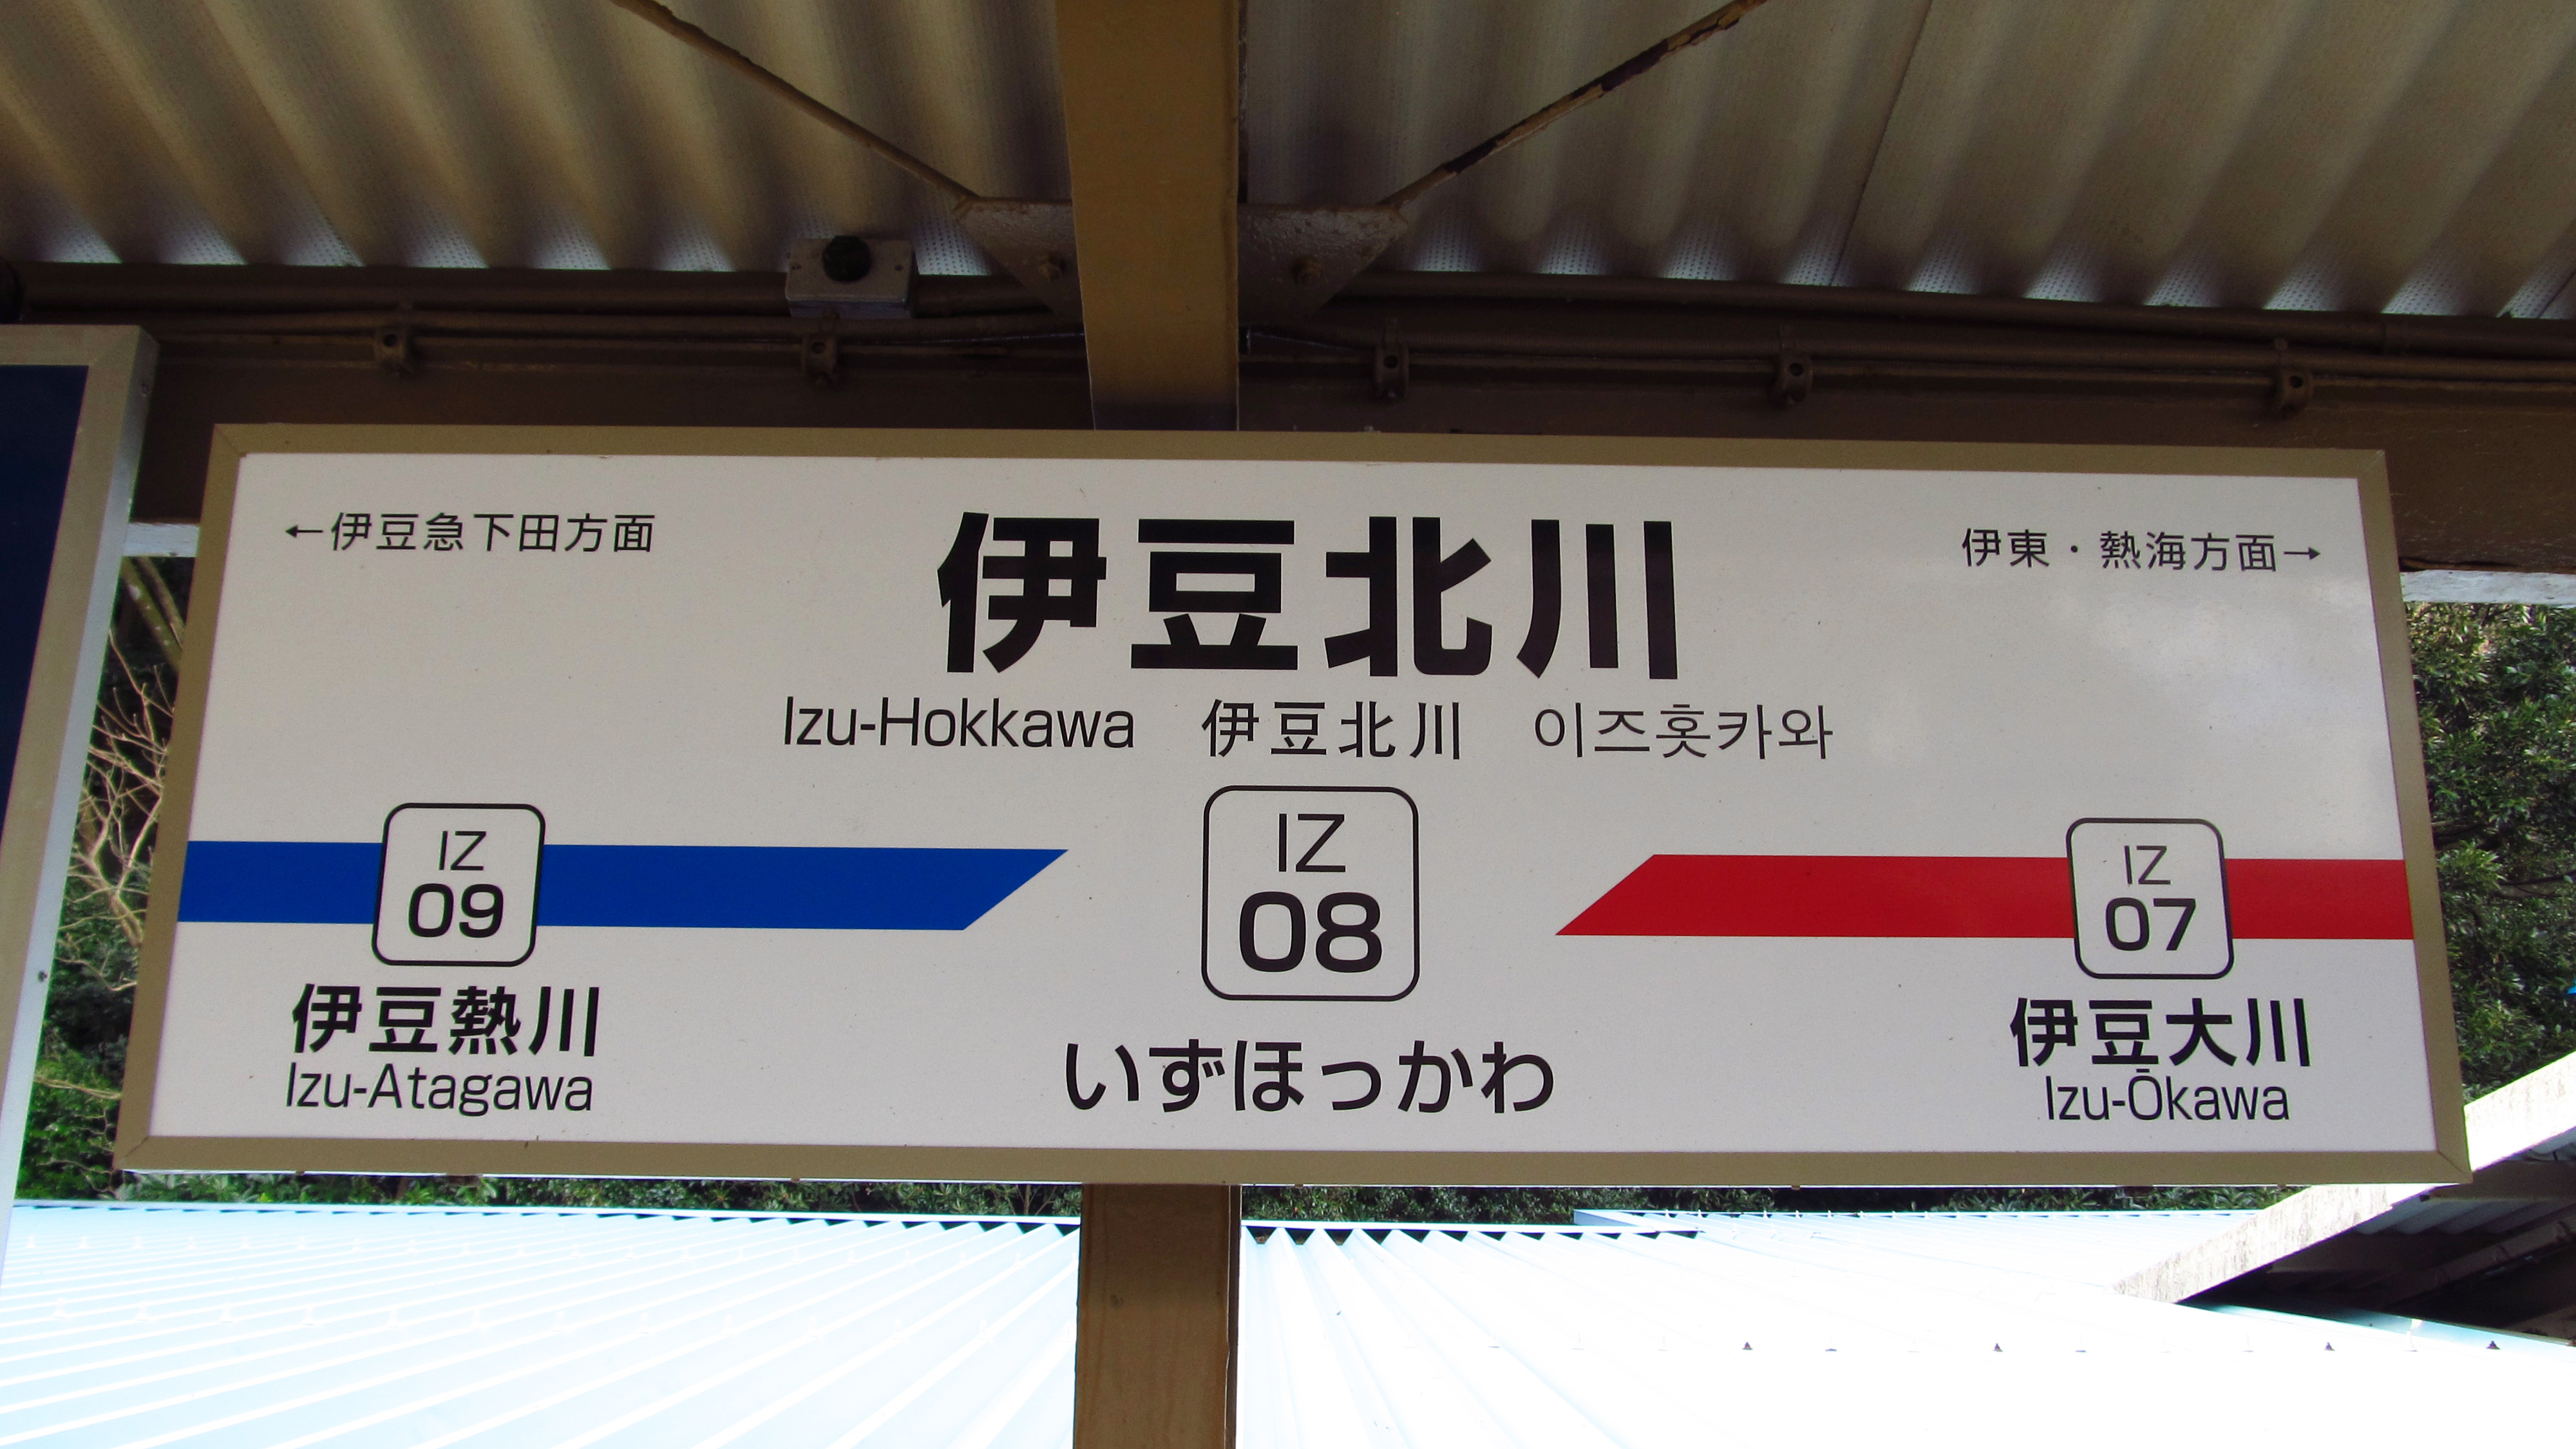 ←伊豆急下田方面
伊東・熱海方面→
伊豆北川
Izu-Hokkawa 伊豆北川 이즈홋카와
IZ
09
IZ
08
IZ
07
伊豆熱川
Izu-Atagawa
いずほっかわ
伊豆大川
Izu-Ōkawa